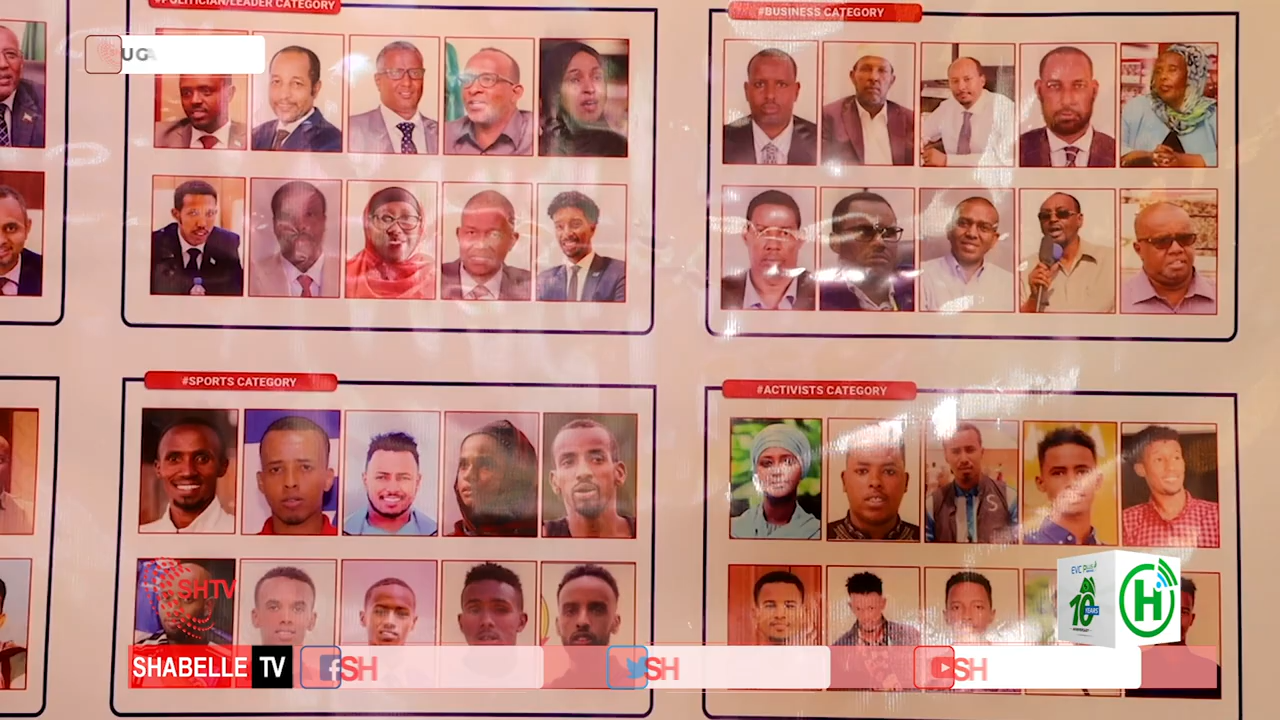 #POLITICIAN/LEADER CATEGORY
#BUSINESS CATEGORY
#SPORTS CATEGORY
#ACTIVISTS CATEGORY
SHTV
EVC PLUS
10 YEARS
ANNIVERSARY
H
SHABELLE TV
SH
SH
SH